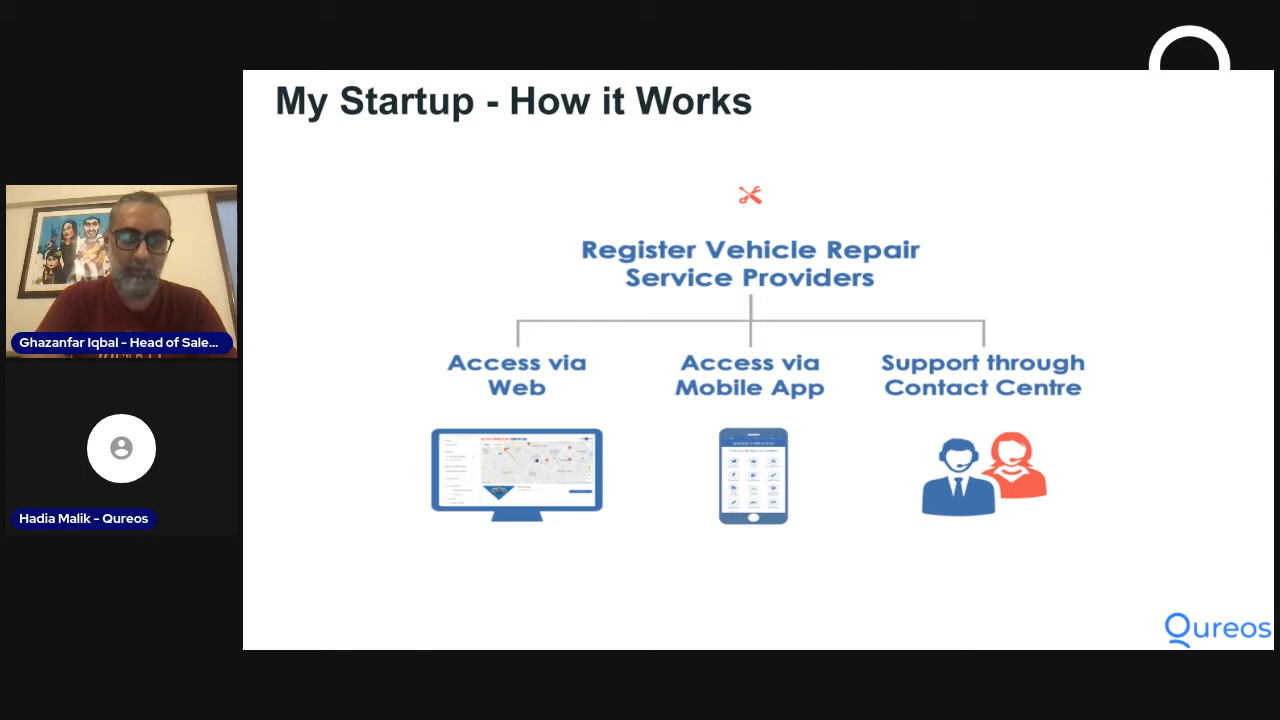 My Startup - How it Works
Register Vehicle Repair
Service Providers
Access via
Web
Access via
Mobile App
Support through
Contact Centre
Ghazanfar Iqbal - Head of Sale...
Hadia Malik - Qureos
Qureos